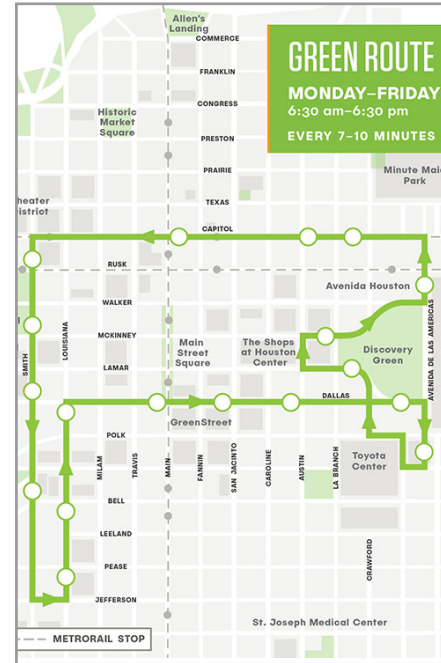 Allen's
Landing
COMMERCE
GREEN ROUTE
MONDAY–FRIDAY
6:30 am–6:30 pm
EVERY 7–10 MINUTES
FRANKLIN
CONGRESS
Historic
Market
Square
PRESTON
PRAIRIE
Minute Maid
Park
TEXAS
heater
istrict
CAPITOL
RUSK
Avenida Houston
WALKER
MCKINNEY
LAMAR
SMITH
LOUISIANA
Main
Street
Square
The Shops
at Houston
Center
Discovery
Green
AVENIDA DE LAS AMERICAS
DALLAS
GreenStreet
POLK
MILAM
TRAVIS
MAIN
FANNIN
SAN JACINTO
CAROLINE
AUSTIN
LA BRANCH
Toyota
Center
BELL
LEELAND
PEASE
CRAWFORD
JEFFERSON
St. Joseph Medical Center
METRORAIL STOP